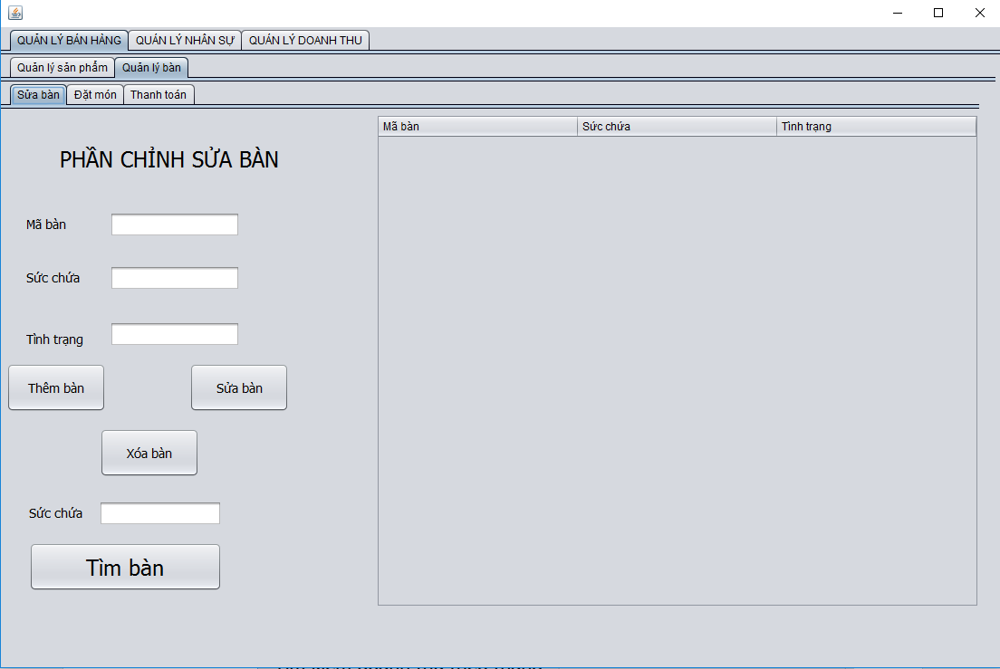 QUẢN LÝ BÁN HÀNG QUẢN LÝ NHÂN SỰ QUẢN LÝ DOANH THU
Quản lý sản phẩm Quản lý bàn
Sửa bàn Đặt món Thanh toán
PHẦN CHỈNH SỬA BÀN
Mã bàn
Sức chứa
Tình trạng
Thêm bàn Sửa bàn
Xóa bàn
Sức chứa
Tìm bàn
Mã bàn Sức chứa Tình trạng